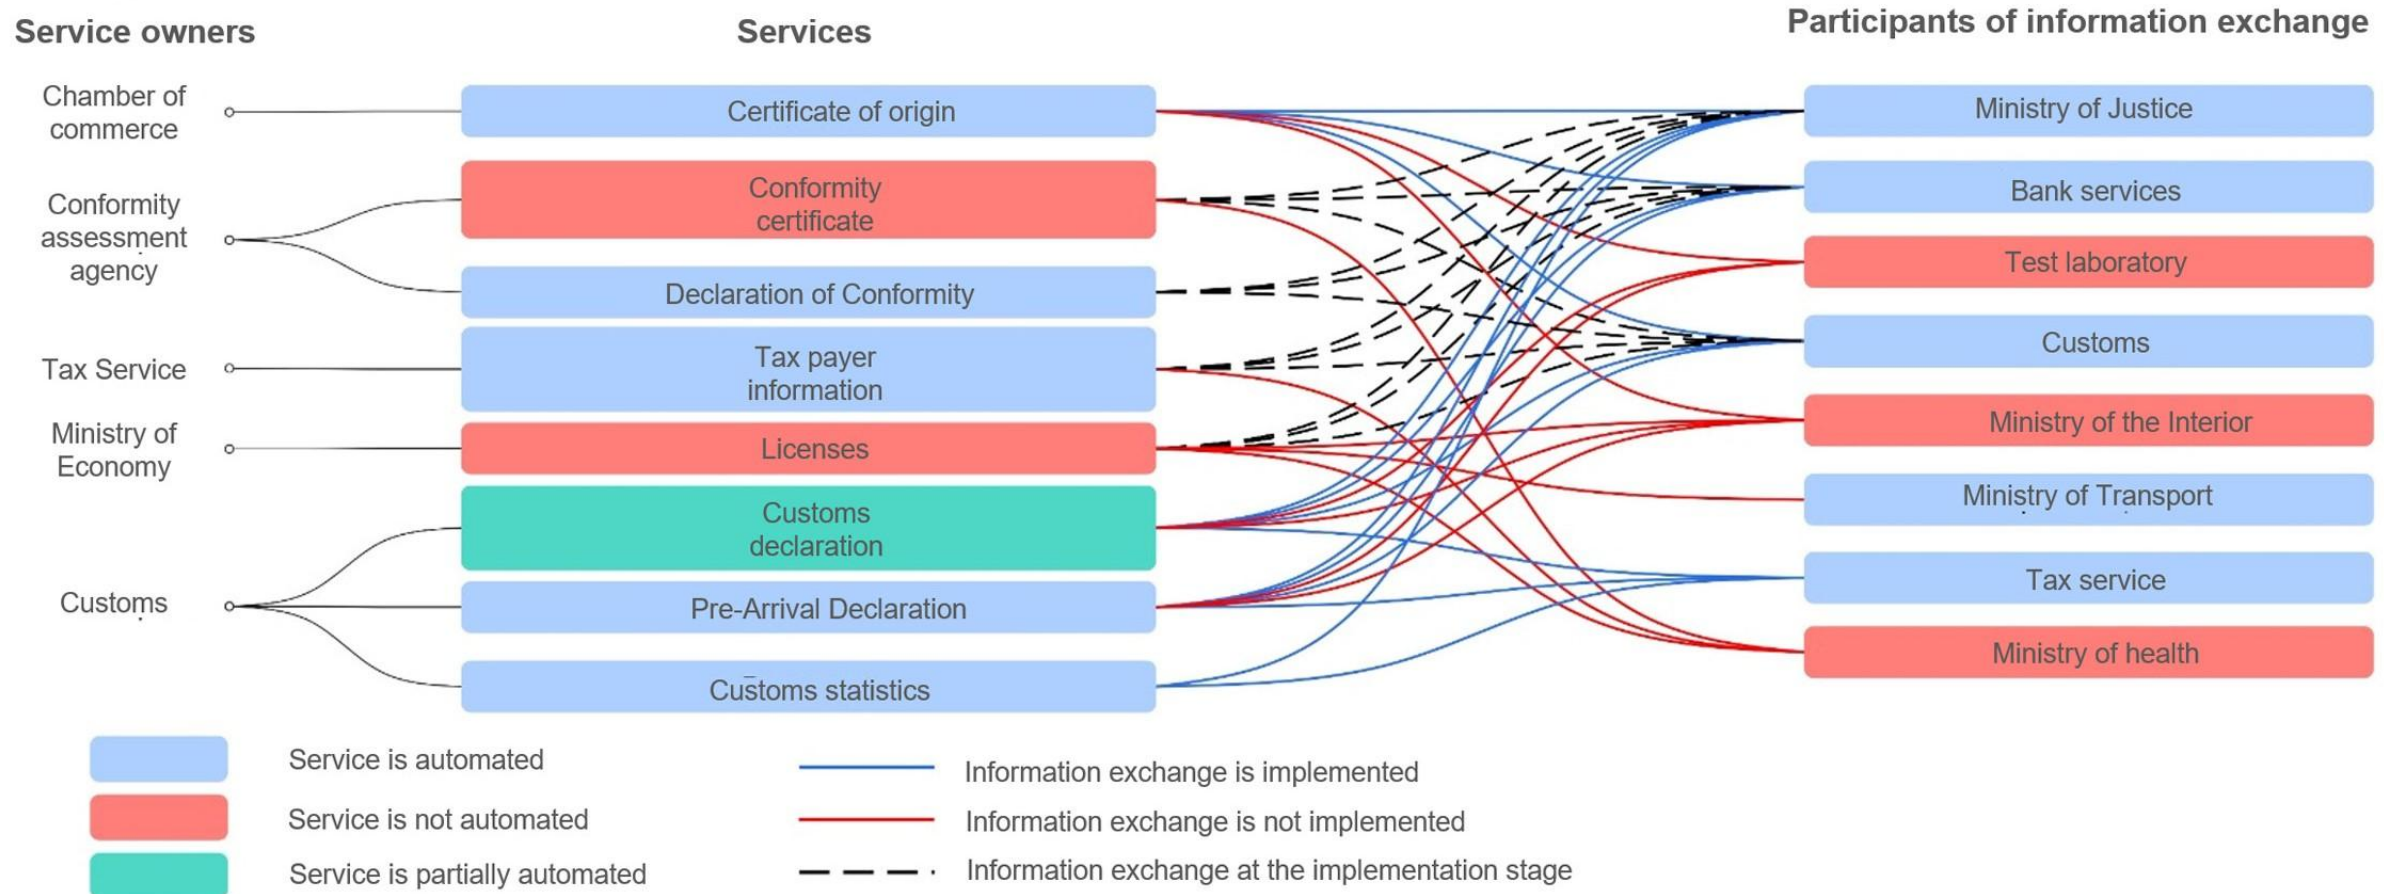 Service owners
Services
Participants of information exchange
Chamber of
commerce
Conformity
assessment
agency
Tax Service
Ministry of
Economy
Customs
Certificate of origin
Conformity
certificate
Declaration of Conformity
Tax payer
information
Licenses
Customs
declaration
Pre-Arrival Declaration
Customs statistics
Ministry of Justice
Bank services
Test laboratory
Customs
Ministry of the Interior
Ministry of Transport
Tax service
Ministry of health
Service is automated
Service is not automated
Service is partially automated
Information exchange is implemented
Information exchange is not implemented
Information exchange at the implementation stage